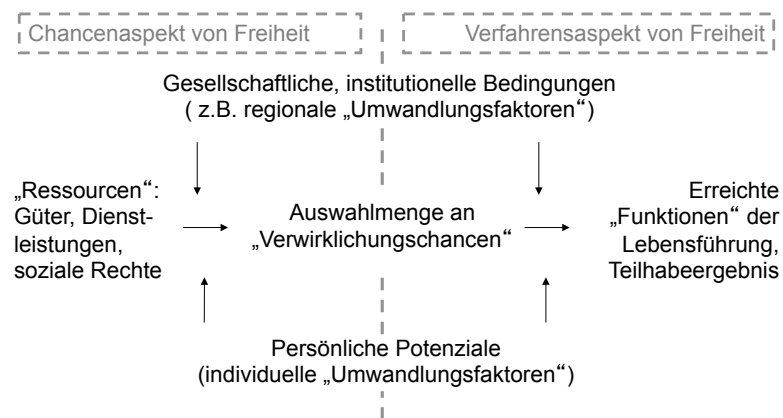 Chancenaspekt von Freiheit
Verfahrensaspekt von Freiheit
Gesellschaftliche, institutionelle Bedingungen
( z.B. regionale „Umwandlungsfaktoren“)
„Ressourcen“:
Güter, Dienst-
leistungen,
soziale Rechte
Auswahlmenge an
„Verwirklichungschancen“
Erreichte
„Funktionen“ der
Lebensführung,
Teilhabeergebnis
Persönliche Potenziale
(individuelle „Umwandlungsfaktoren“)